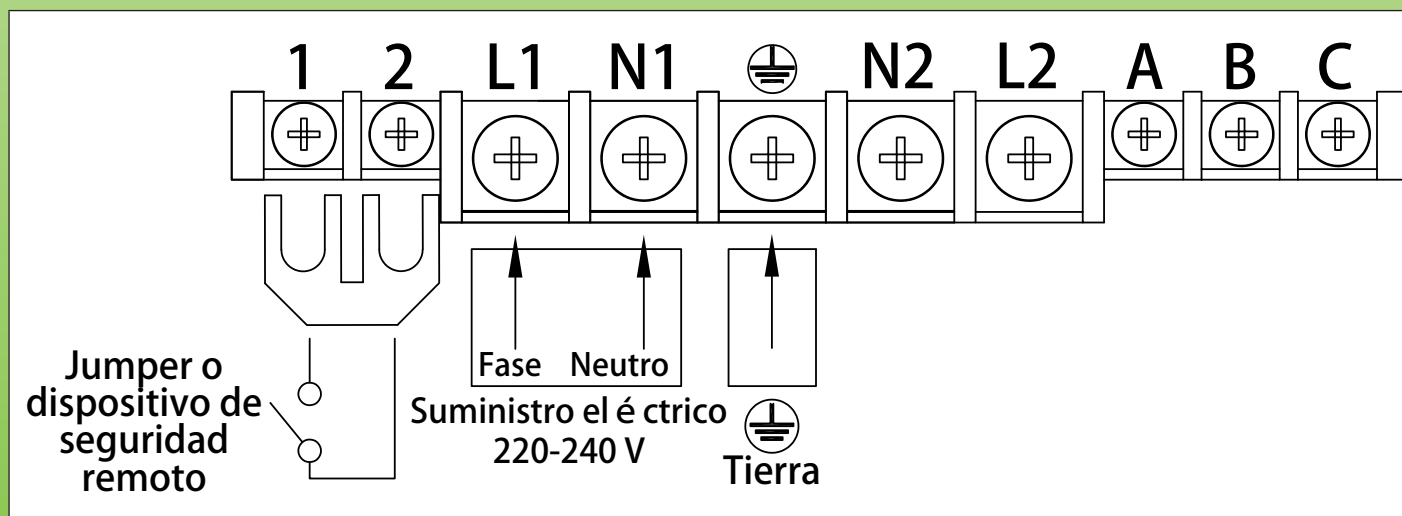 1 2 L1 N1 N2 L2 A B C
Fase Neutro
Jumper o
dispositivo de
seguridad
remoto
Suministro el é ctrico
220-240 V
Tierra